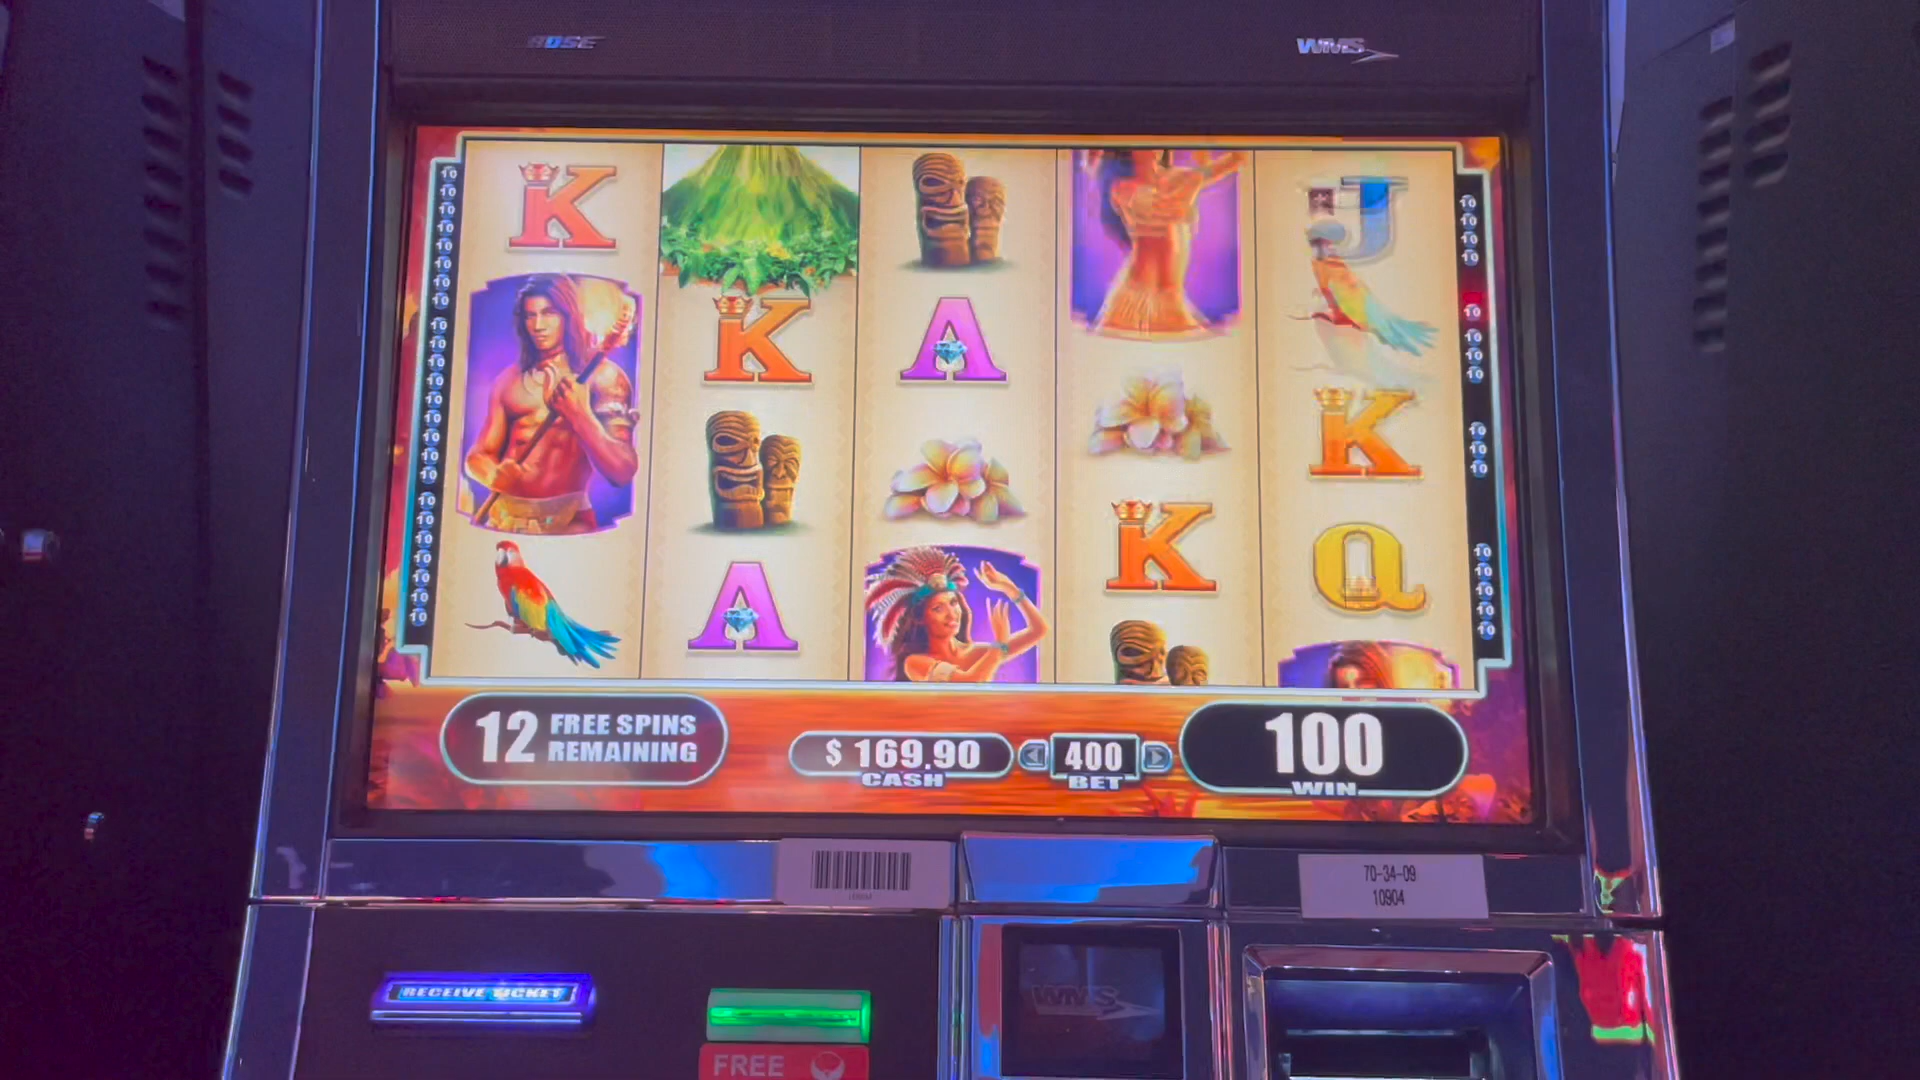 BOSE
WMS
K
J
K
A
K
K
Q
A
12 FREE SPINS
REMAINING
$ 169.90
CASH
400
BET
100
WIN
70-34-09
10904
RECEIVE TICKET
WMS
FREE